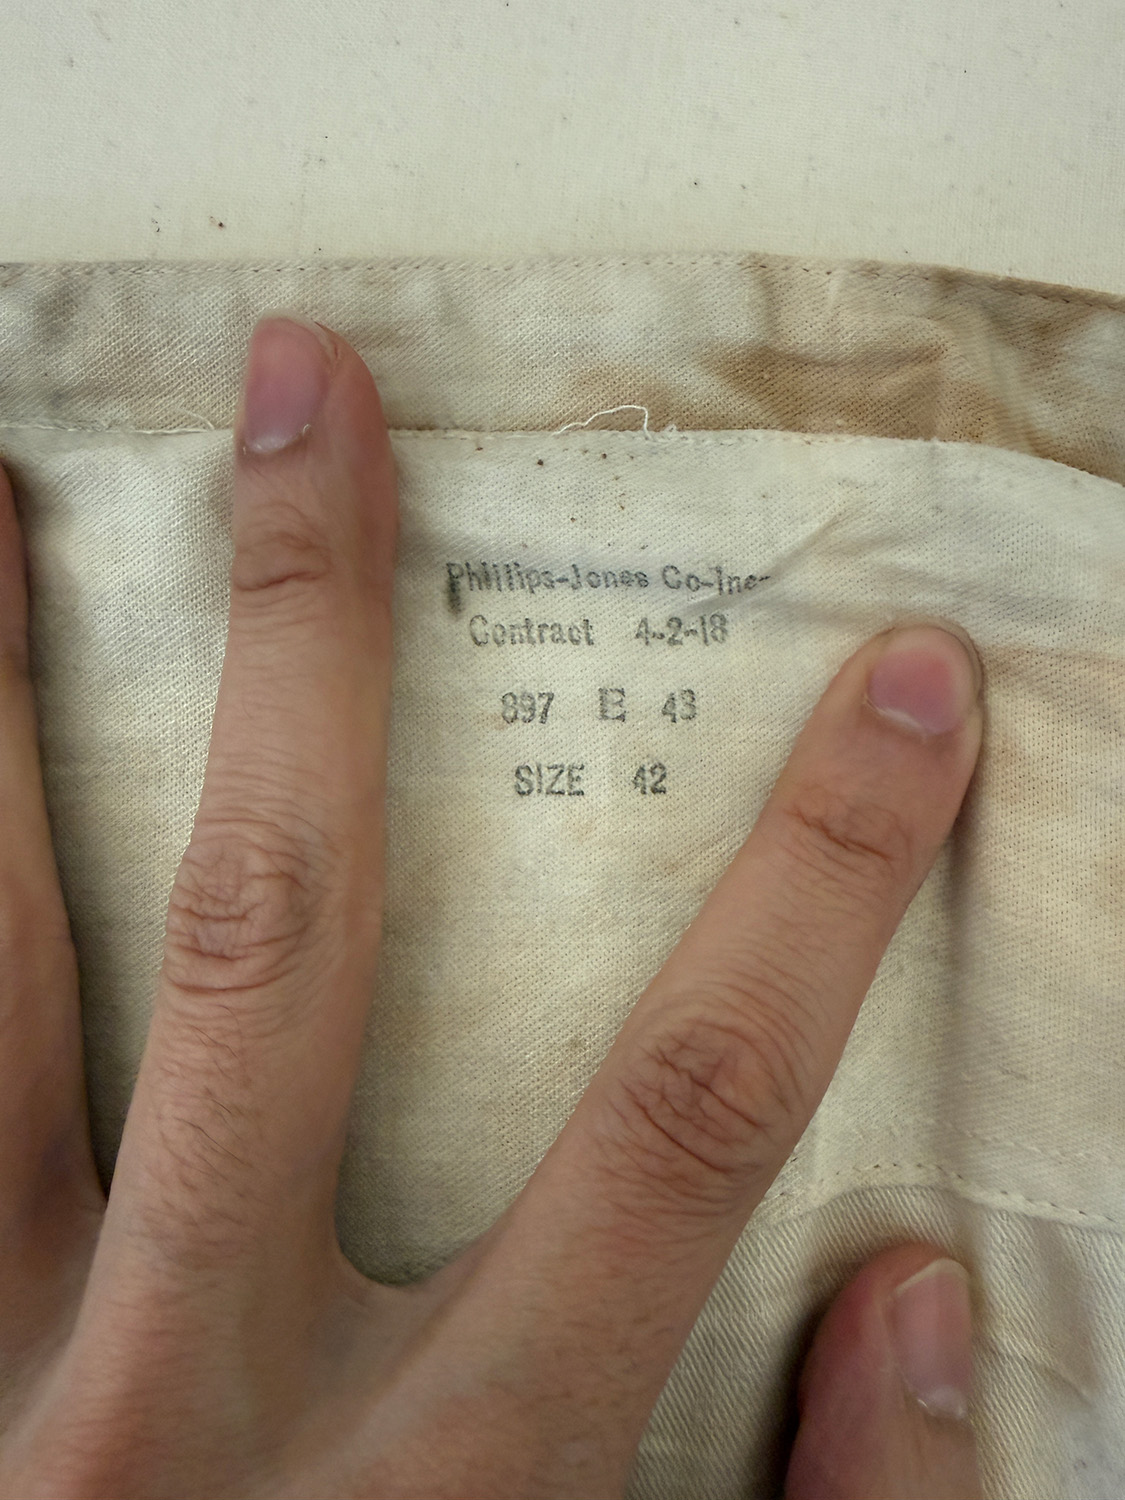 Phillips-Jones Co-Inc-
Contract 4-2-18
897 E 43
SIZE 42